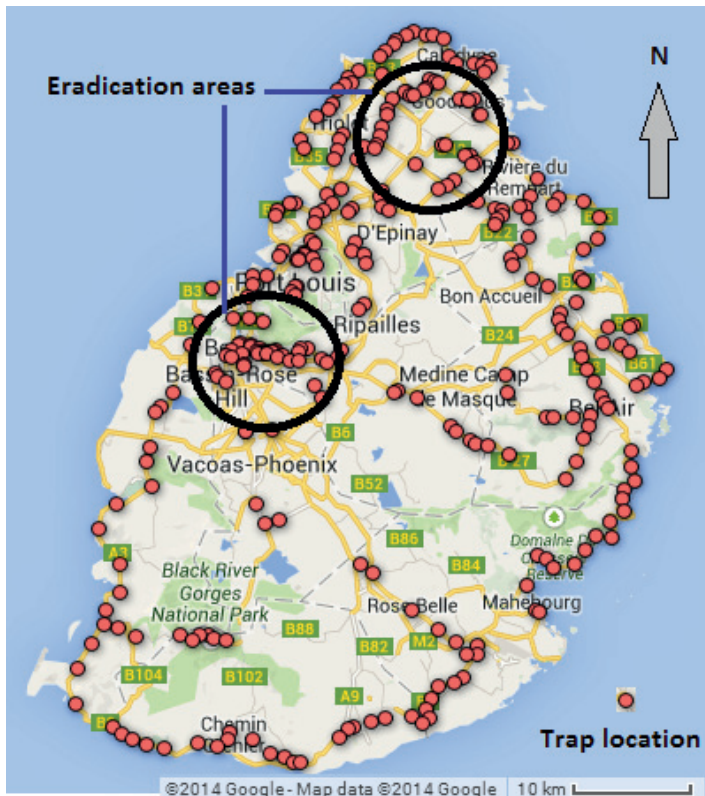 Eradication areas
N
Goodlands
Triolet
B35
Rivière du
Rempart
D'Epinay
B22
Port Louis
B3
Bon Accueil
Ripailles
B24
B61
Rose
Hill
Medine Camp
de Masque
Bel Air
B6
B27
Vacoas-Phoenix
B52
B86
Domaine D
Reserve
A3
B84
Black River
Gorges
National Park
Rose Belle
Mahebourg
B88
M2
B82
B104
B102
A9
Chemin
Grenier
Trap location
©2014 Google - Map data ©2014 Google
10 km